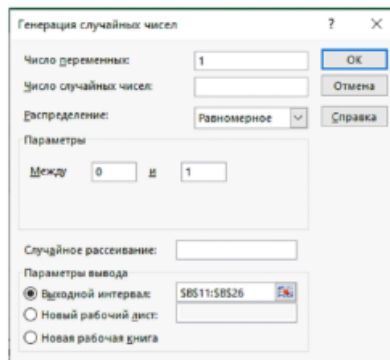 Генерация случайных чисел ? ×
Число переменных: 1 OK
Число случайных чисел: Отмена
Распределение: Равномерное Справка
Параметры
Между 0 и 1
Случайное рассеивание:
Параметры вывода
Выходной интервал: $B$11:$B$26
Новый рабочий лист:
Новая рабочая книга